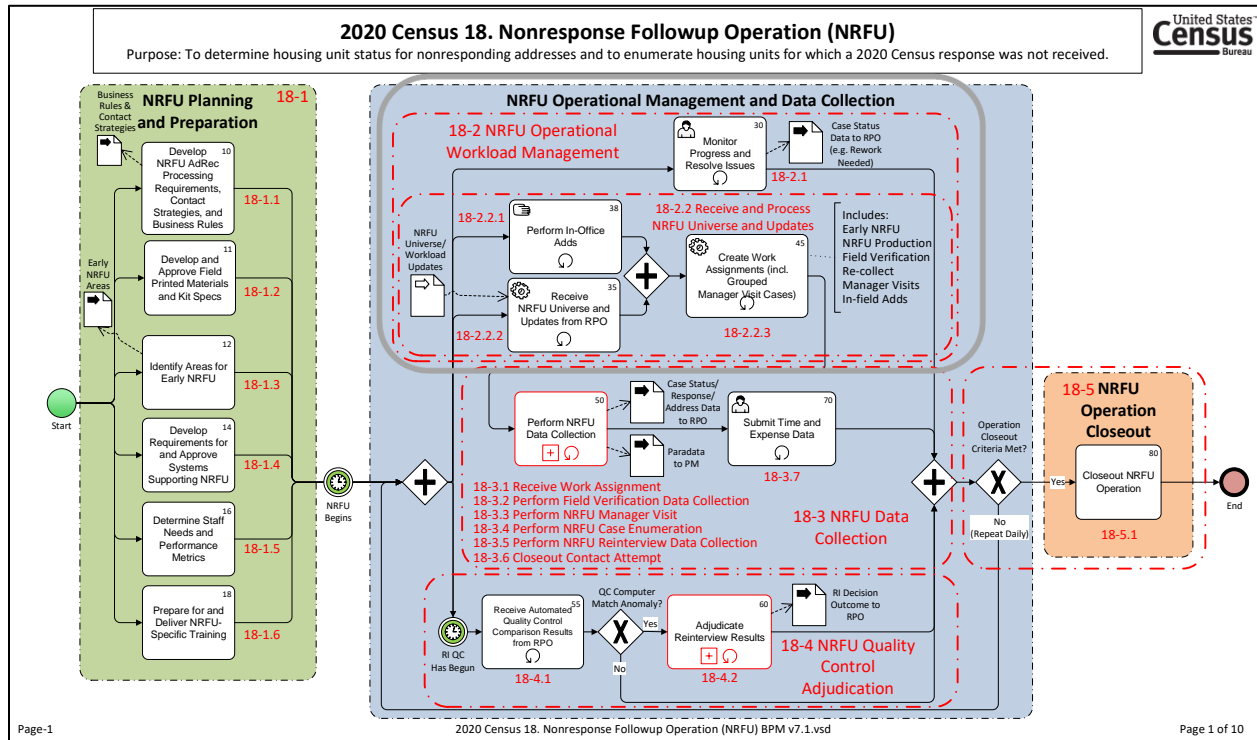 2020 Census 18. Nonresponse Followup Operation (NRFU)
Purpose: To determine housing unit status for nonresponding addresses and to enumerate housing units for which a 2020 Census response was not received.
United States™
Census
Bureau
Business
Rules &
Contact
Strategies
NRFU Planning
and Preparation
18-1
10
Develop
NRFU AdRec
Processing
Requirements,
Contact
Strategies, and
Business Rules
18-1.1
11
Develop and
Approve Field
Printed Materials
and Kit Specs
18-1.2
Early
NRFU
Areas
12
Identify Areas for
Early NRFU
18-1.3
Start
14
Develop
Requirements for
and Approve
Systems
Supporting NRFU
18-1.4
16
Determine Staff
Needs and
Performance
Metrics
18-1.5
18
Prepare for and
Deliver NRFU-
Specific Training
18-1.6
NRFU
Begins
NRFU Operational Management and Data Collection
18-2 NRFU Operational
Workload Management
30
Monitor
Progress and
Resolve Issues
18-2.1
Case Status
Data to RPO
(e.g. Rework
Needed)
18-2.2.1
38
Perform In-Office
Adds
18-2.2 Receive and Process
NRFU Universe and Updates
NRFU
Universe/
Workload
Updates
35
Receive
NRFU Universe and
Updates from RPO
18-2.2.2
45
Create Work
Assignments (incl.
Grouped
Manager Visit Cases)
18-2.2.3
Includes:
Early NRFU
NRFU Production
Field Verification
Re-collect
Manager Visits
In-field Adds
50
Perform NRFU
Data Collection
Case Status/
Response/
Address Data
to RPO
Paradata
to PM
70
Submit Time and
Expense Data
18-3.7
18-3.1 Receive Work Assignment
18-3.2 Perform Field Verification Data Collection
18-3.3 Perform NRFU Manager Visit
18-3.4 Perform NRFU Case Enumeration
18-3.5 Perform NRFU Reinterview Data Collection
18-3.6 Closeout Contact Attempt
18-3 NRFU Data
Collection
RI QC
Has Begun
55
Receive Automated
Quality Control
Comparison Results
from RPO
18-4.1
QC Computer
Match Anomaly?
X
Yes
No
60
Adjudicate
Reinterview Results
18-4.2
RI Decision
Outcome to
RPO
18-4 NRFU Quality
Control
Adjudication
Operation
Closeout
Criteria Met?
X
Yes
No
(Repeat Daily)
18-5 NRFU
Operation
Closeout
80
Closeout NRFU
Operation
18-5.1
End
Page-1
2020 Census 18. Nonresponse Followup Operation (NRFU) BPM v7.1.vsd
Page 1 of 10